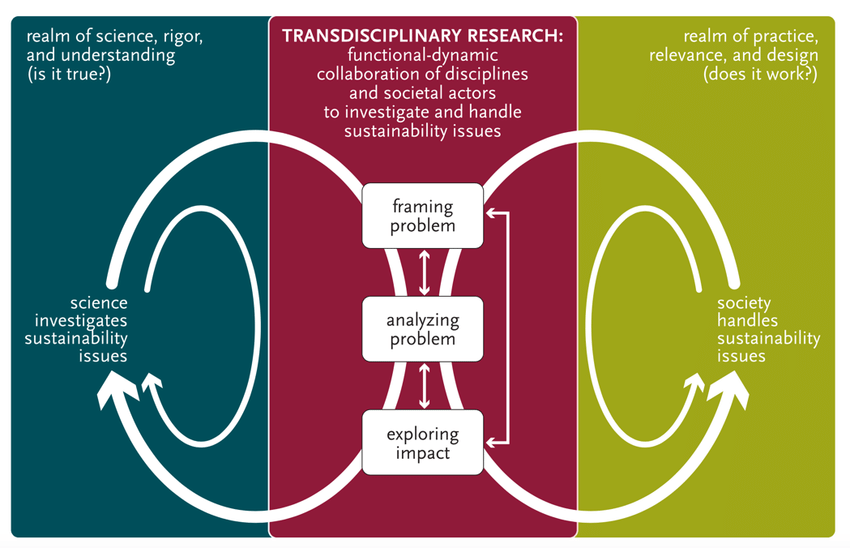 realm of science, rigor,
and understanding
(is it true?)
TRANSDISCIPLINARY RESEARCH:
functional-dynamic
collaboration of disciplines
and societal actors
to investigate and handle
sustainability issues
realm of practice,
relevance, and design
(does it work?)
framing
problem
science
investigates
sustainability
issues
analyzing
problem
society
handles
sustainability
issues
exploring
impact